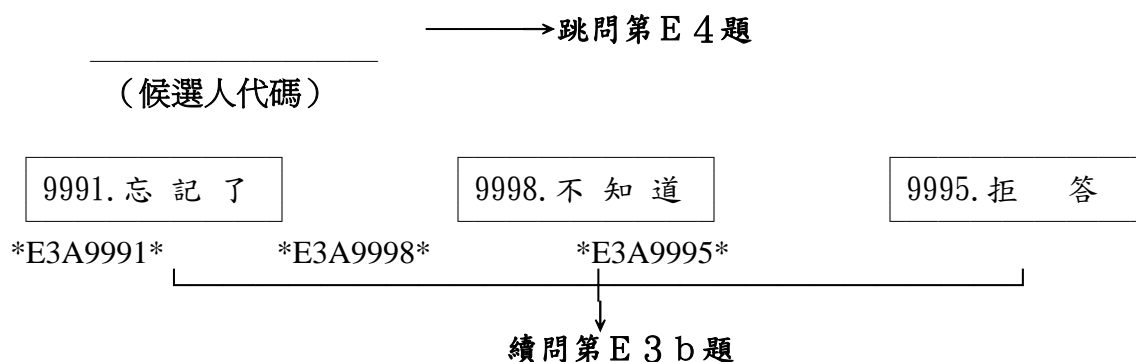 跳問第Ｅ４題
（候選人代碼）
9991.忘 記 了 9998.不 知 道 9995.拒 答
*E3A9991* *E3A9998* *E3A9995*
續問第Ｅ３ｂ題